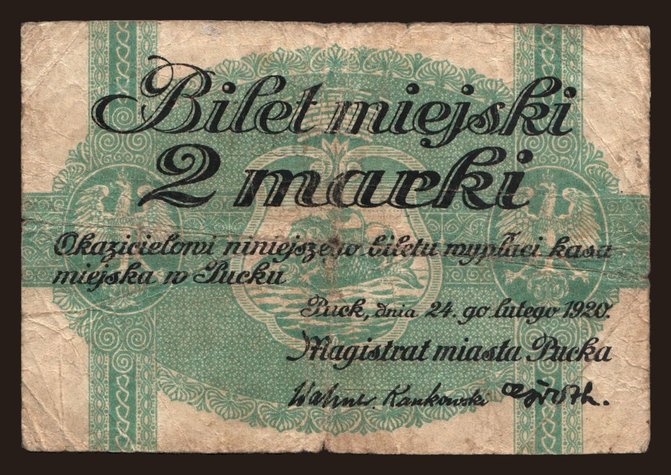 Bilet miejski
2 marki
Okazicielowi niniejszego biletu wypłaci kasa
miejska w Pucku
Puck, dnia 24. go lutego 1920.
Magistrat miasta Pucka